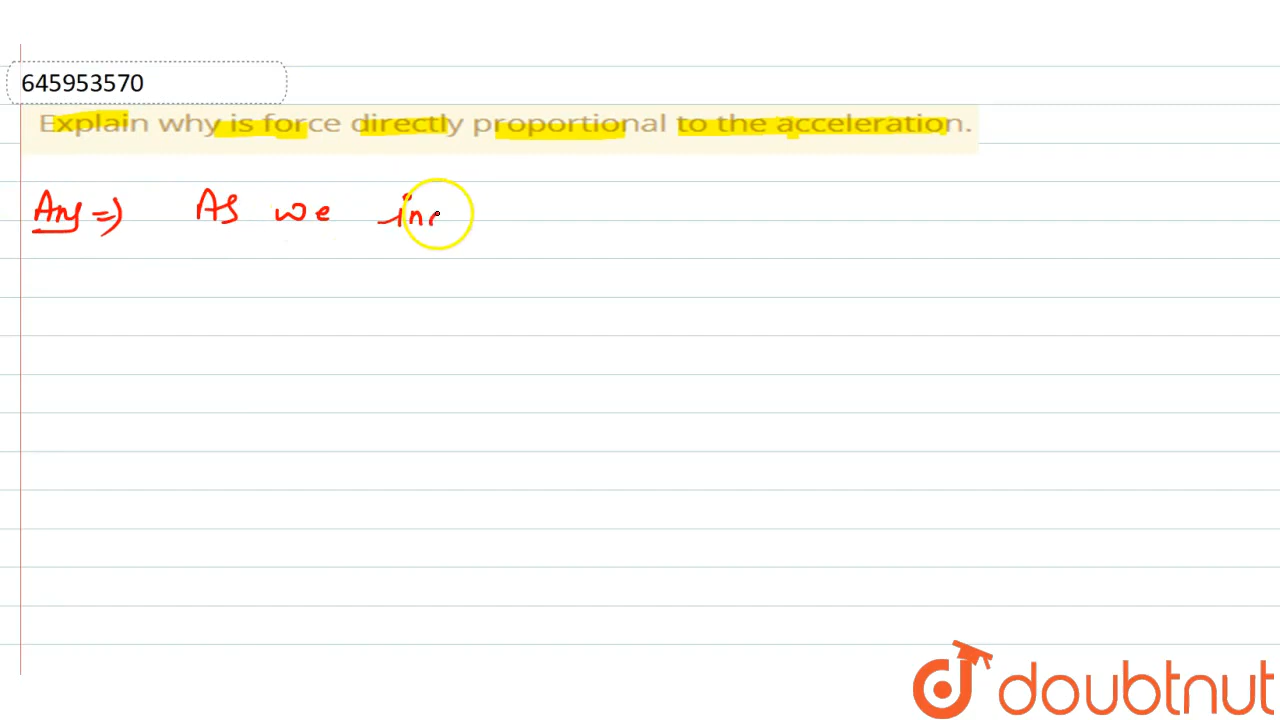 645953570
Explain why is force directly proportional to the acceleration.
Ans => As we inc
doubtnut